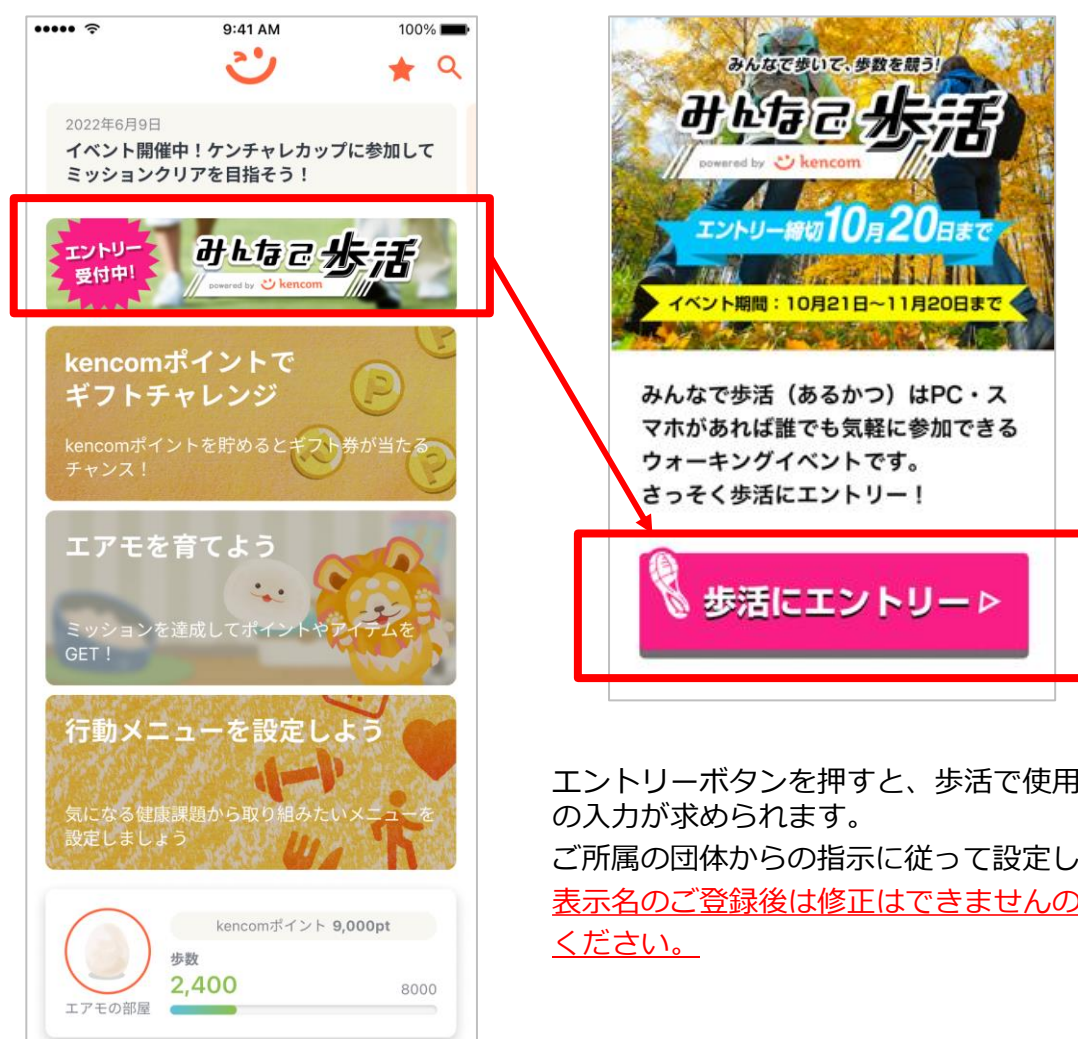 9:41 AM
100%
2022年6月9日
イベント開催中！ケンチャレカップに参加して
ミッションクリアを目指そう！
エントリー
受付中!
みんなで歩活
powered by kencom
kencomポイントで
ギフトチャレンジ
kencomポイントを貯めるとギフト券が当たる
チャンス！
エアモを育てよう
ミッションを達成してポイントやアイテムを
GET！
行動メニューを設定しよう
気になる健康課題から取り組みたいメニューを
設定しましょう
kencomポイント 9,000pt
歩数
2,400
8000
エアモの部屋
みんなで歩いて、歩数を競う!
みんなで歩活
powered by kencom
エントリー締切10月20日まで
イベント期間：10月21日〜11月20日まで
みんなで歩活（あるかつ）はPC・ス
マホがあれば誰でも気軽に参加できる
ウォーキングイベントです。
さっそく歩活にエントリー！
歩活にエントリー ▷
エントリーボタンを押すと、歩活で使用
の入力が求められます。
ご所属の団体からの指示に従って設定し
表示名のご登録後は修正はできませんの
ください。